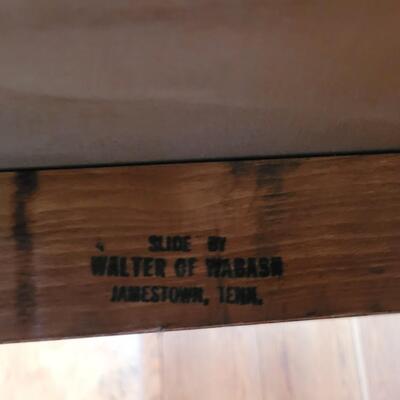 SLIDE BY
WALTER OF WABASH
JAMESTOWN, TENN.